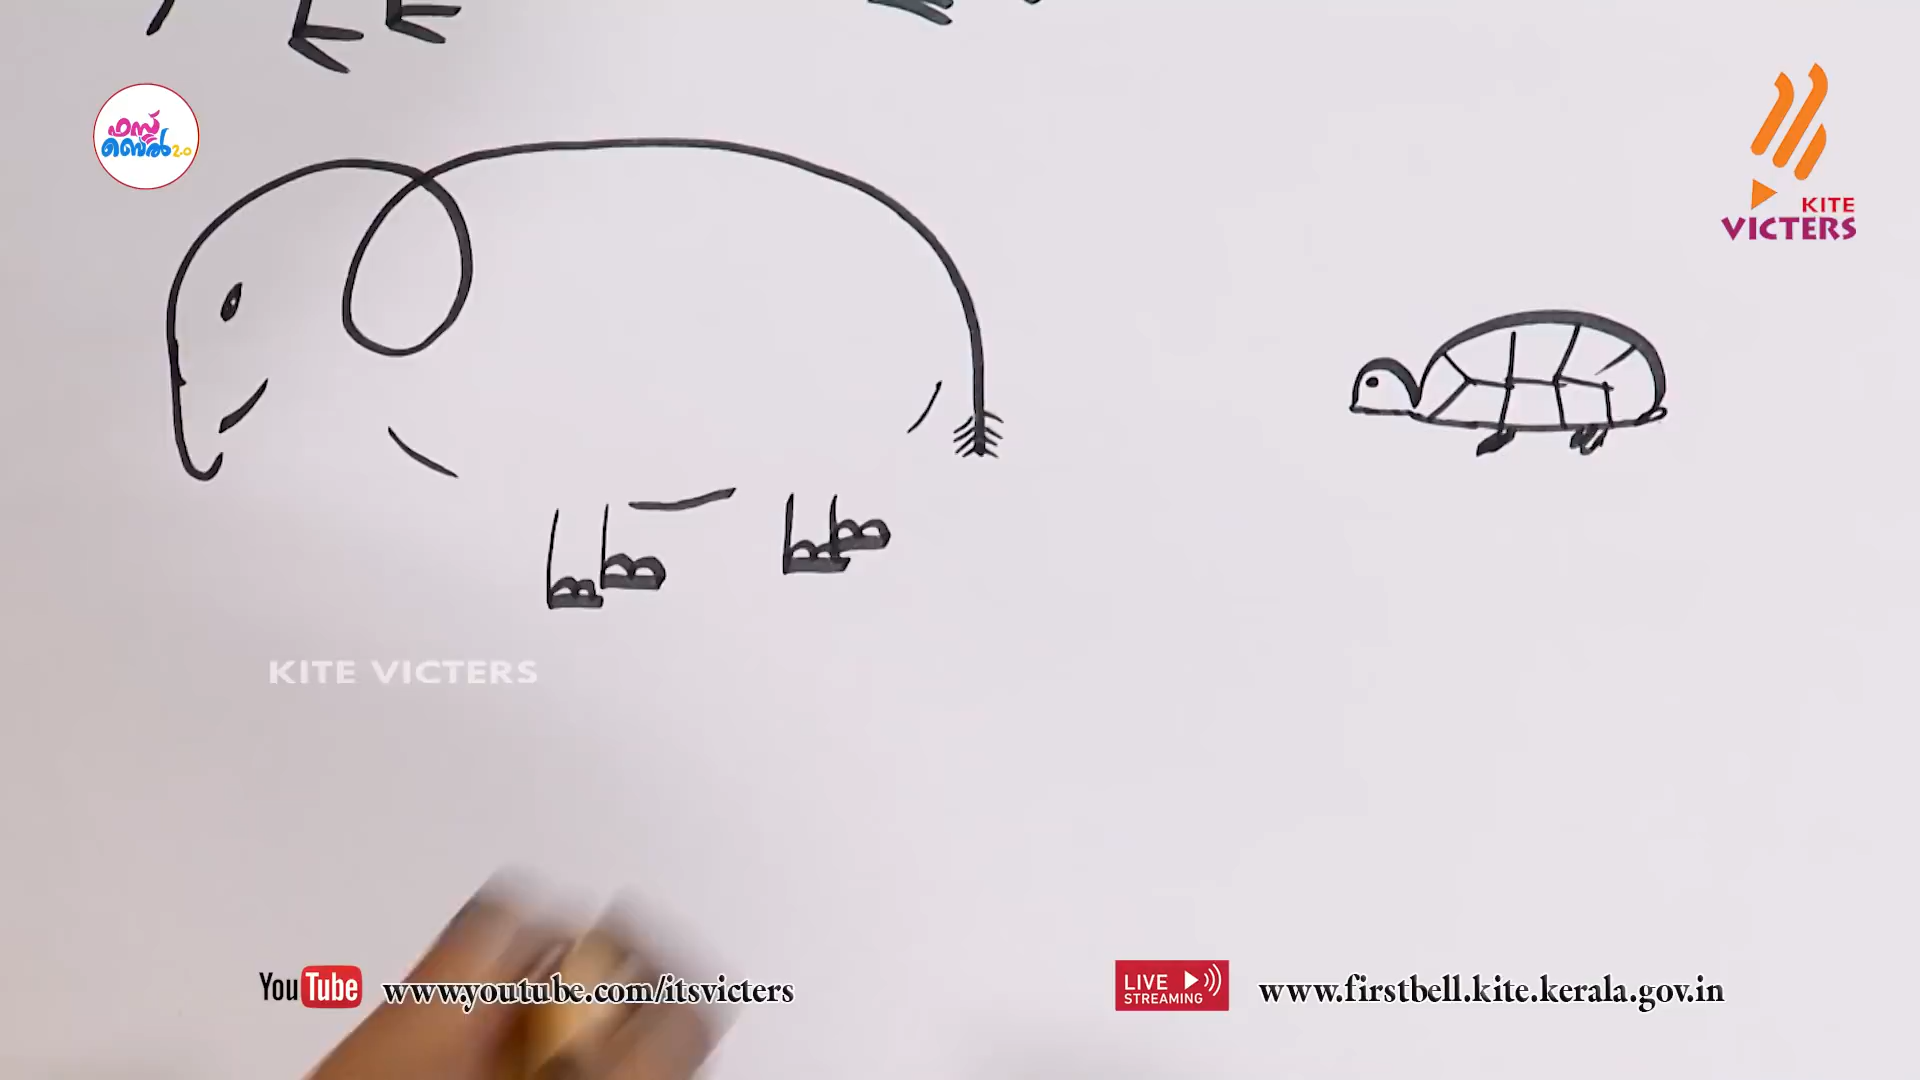 ഫസ്റ്റ്
ബെൽ 2.0
KITE
VICTERS
KITE VICTERS
YouTube www.youtube.com/itsvicters
LIVE
STREAMING
www.firstbell.kite.kerala.gov.in